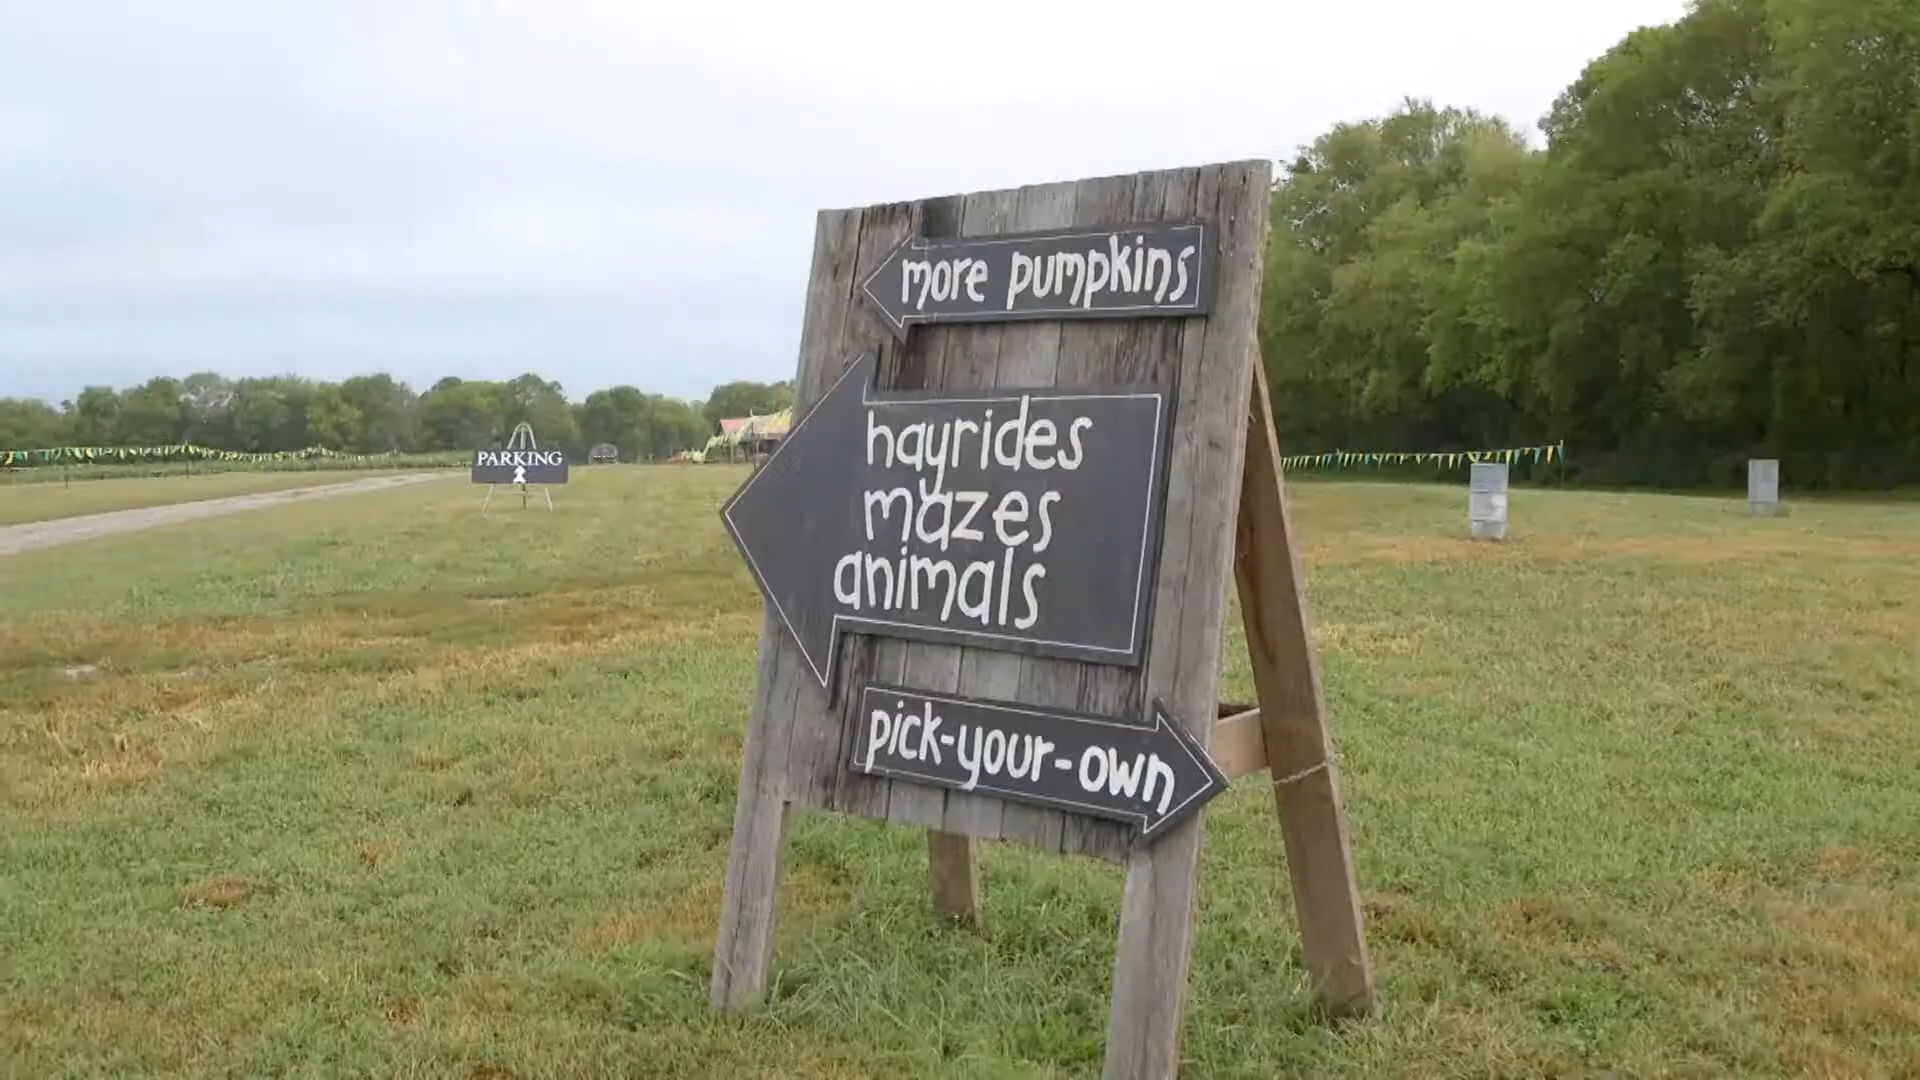 more pumpkins
hayrides
mazes
animals
pick-your-own
PARKING